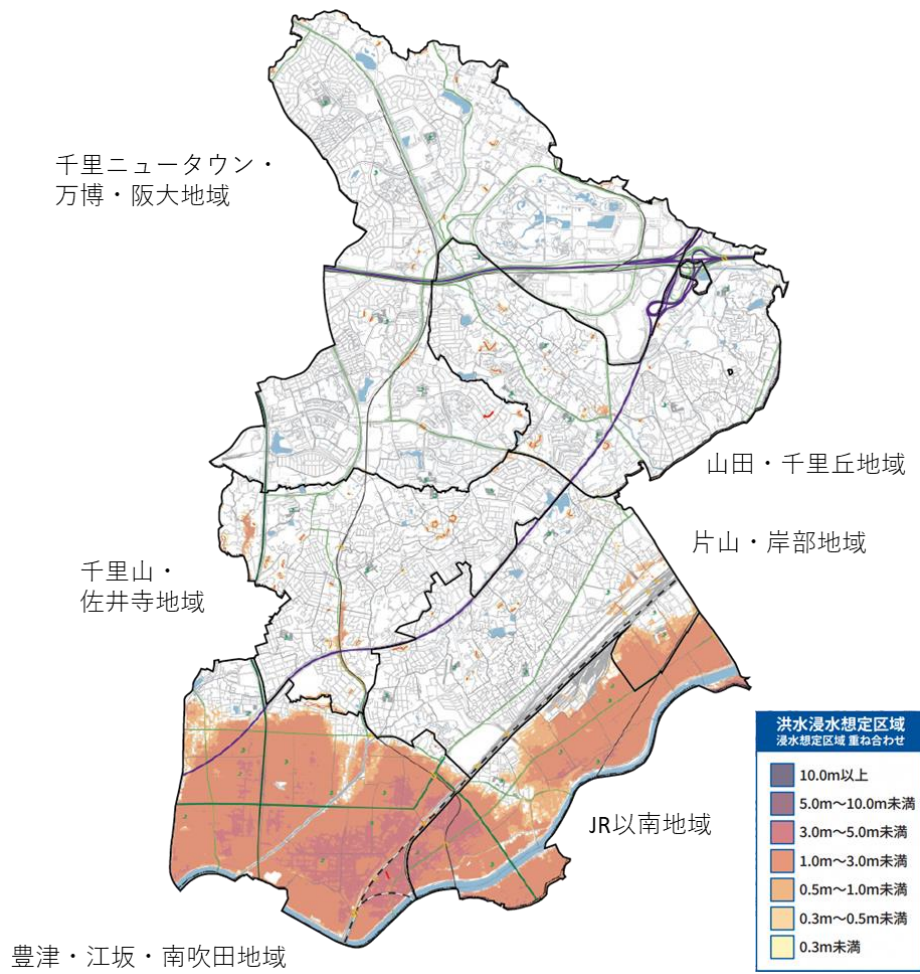 千里ニュータウン・
万博・阪大地域
山田・千里丘地域
片山・岸部地域
千里山・
佐井寺地域
洪水浸水想定区域
浸水想定区域 重ね合わせ
10.0m以上
5.0m～10.0m未満
3.0m～5.0m未満
1.0m～3.0m未満
0.5m～1.0m未満
0.3m～0.5m未満
0.3m未満
JR以南地域
豊津・江坂・南吹田地域